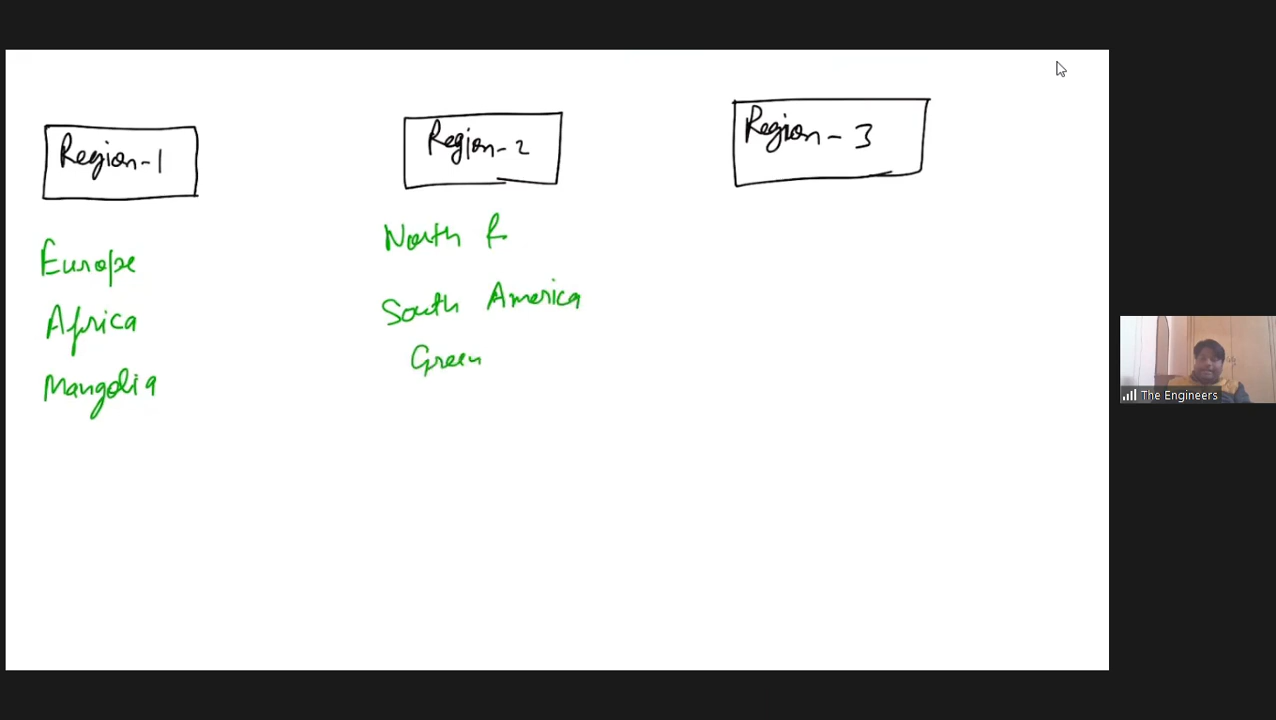 Region-1
Region-2
Region-3
Europe
Africa
Mangolia
North
South America
Green
The Engineers